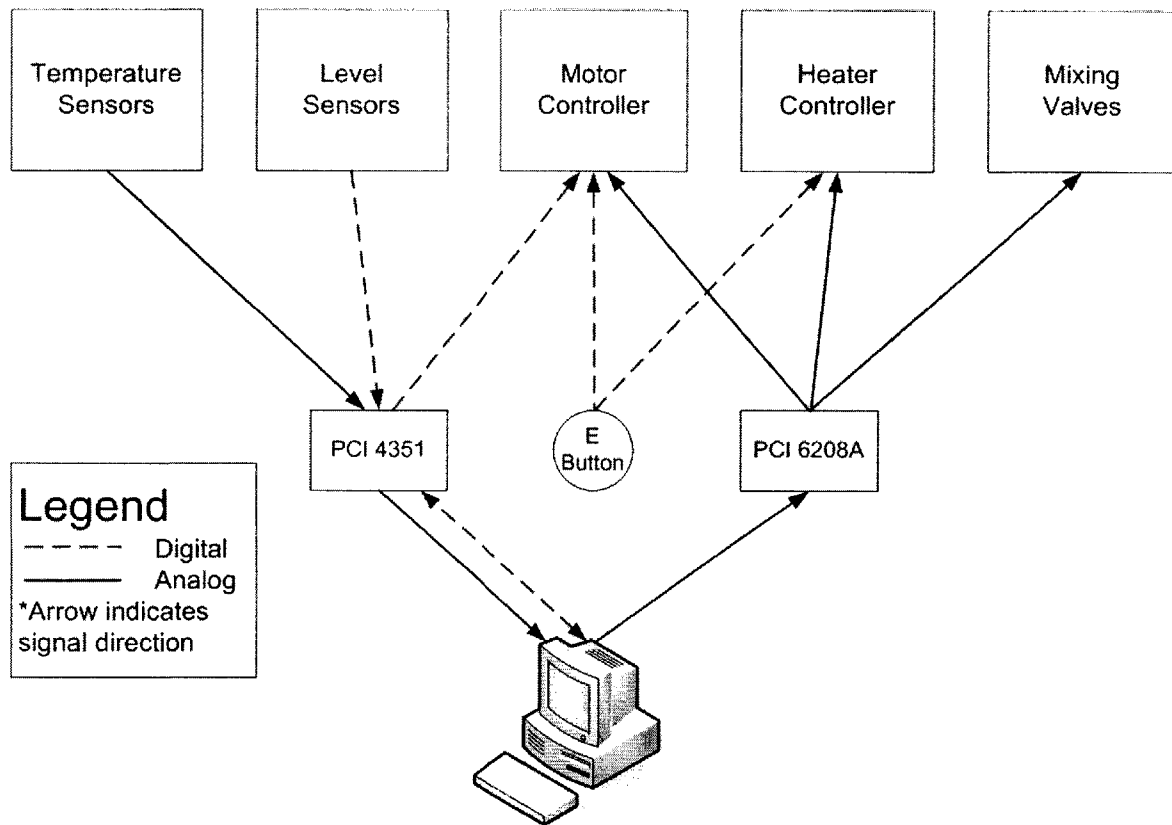 Temperature
Sensors
Level
Sensors
Motor
Controller
Heater
Controller
Mixing
Valves
PCI 4351
E
Button
PCI 6208A
Legend
Digital
Analog
*Arrow indicates
signal direction